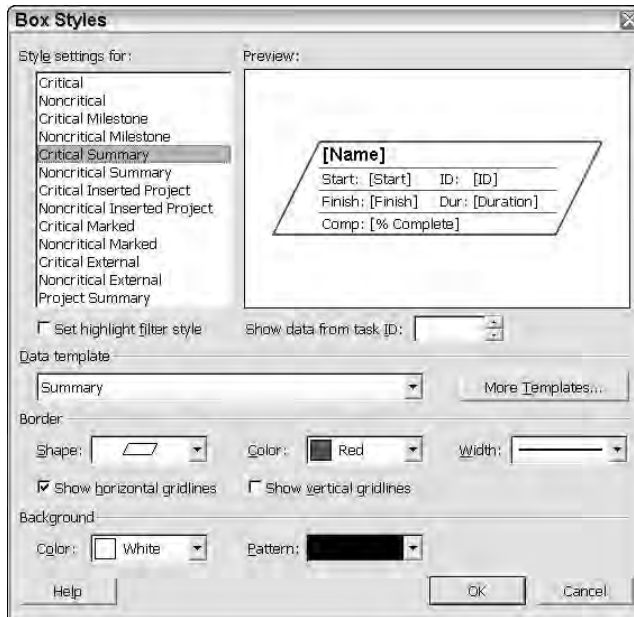 Box Styles
Style settings for:
Preview:
Critical
Noncritical
Critical Milestone
Noncritical Milestone
Critical Summary
Noncritical Summary
Critical Inserted Project
Noncritical Inserted Project
Critical Marked
Noncritical Marked
Critical External
Noncritical External
Project Summary
[Name]
Start: [Start] ID: [ID]
Finish: [Finish] Dur: [Duration]
Comp: [% Complete]
Set highlight filter style
Show data from task ID:
Data template
Summary
More Templates...
Border
Shape:
Color: Red
Width:
Show horizontal gridlines
Show vertical gridlines
Background
Color: White
Pattern:
Help
OK
Cancel